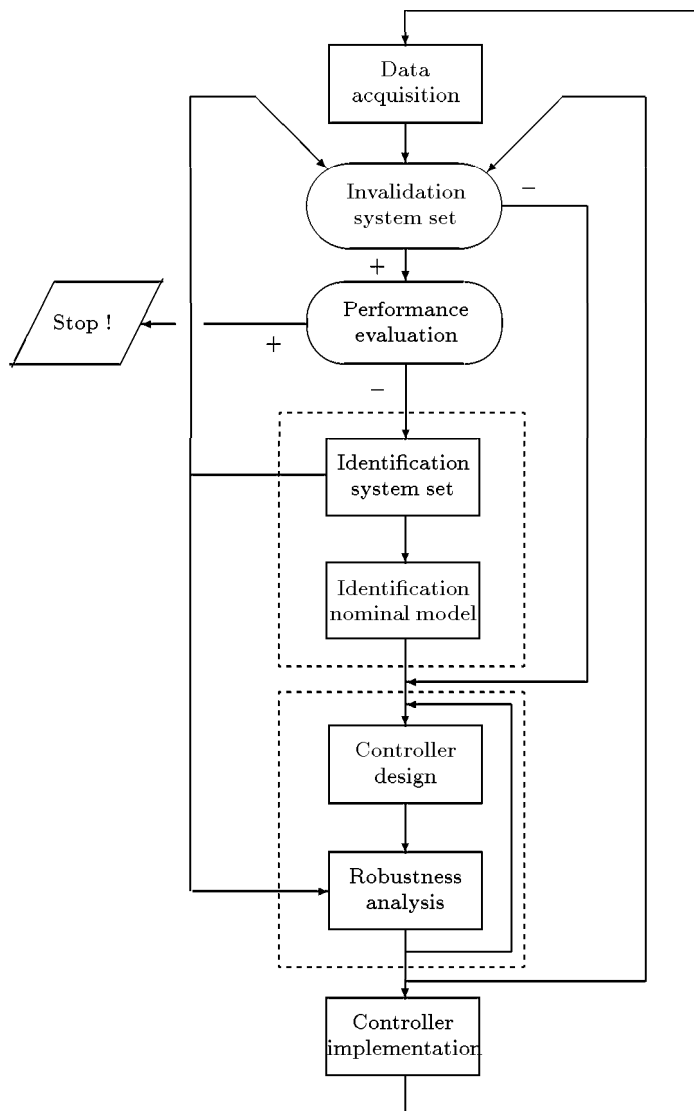 Data
acquisition
Invalidation
system set
−
+
Performance
evaluation
Stop !
+
−
Identification
system set
Identification
nominal model
Controller
design
Robustness
analysis
Controller
implementation